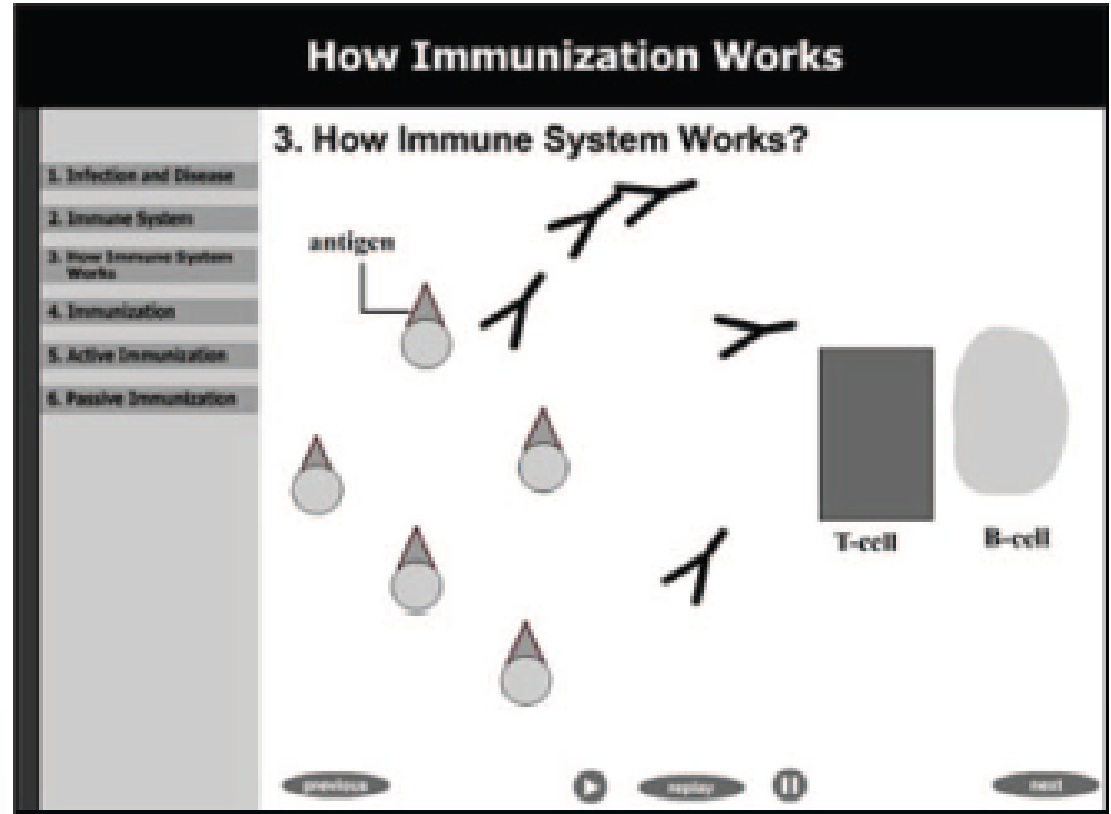 How Immunization Works
3. How Immune System Works?
1. Infection and Disease
2. Immune System
3. How Immune System
Works
4. Immunization
5. Active Immunization
6. Passive Immunization
antigen
T-cell
B-cell
previous
replay
next